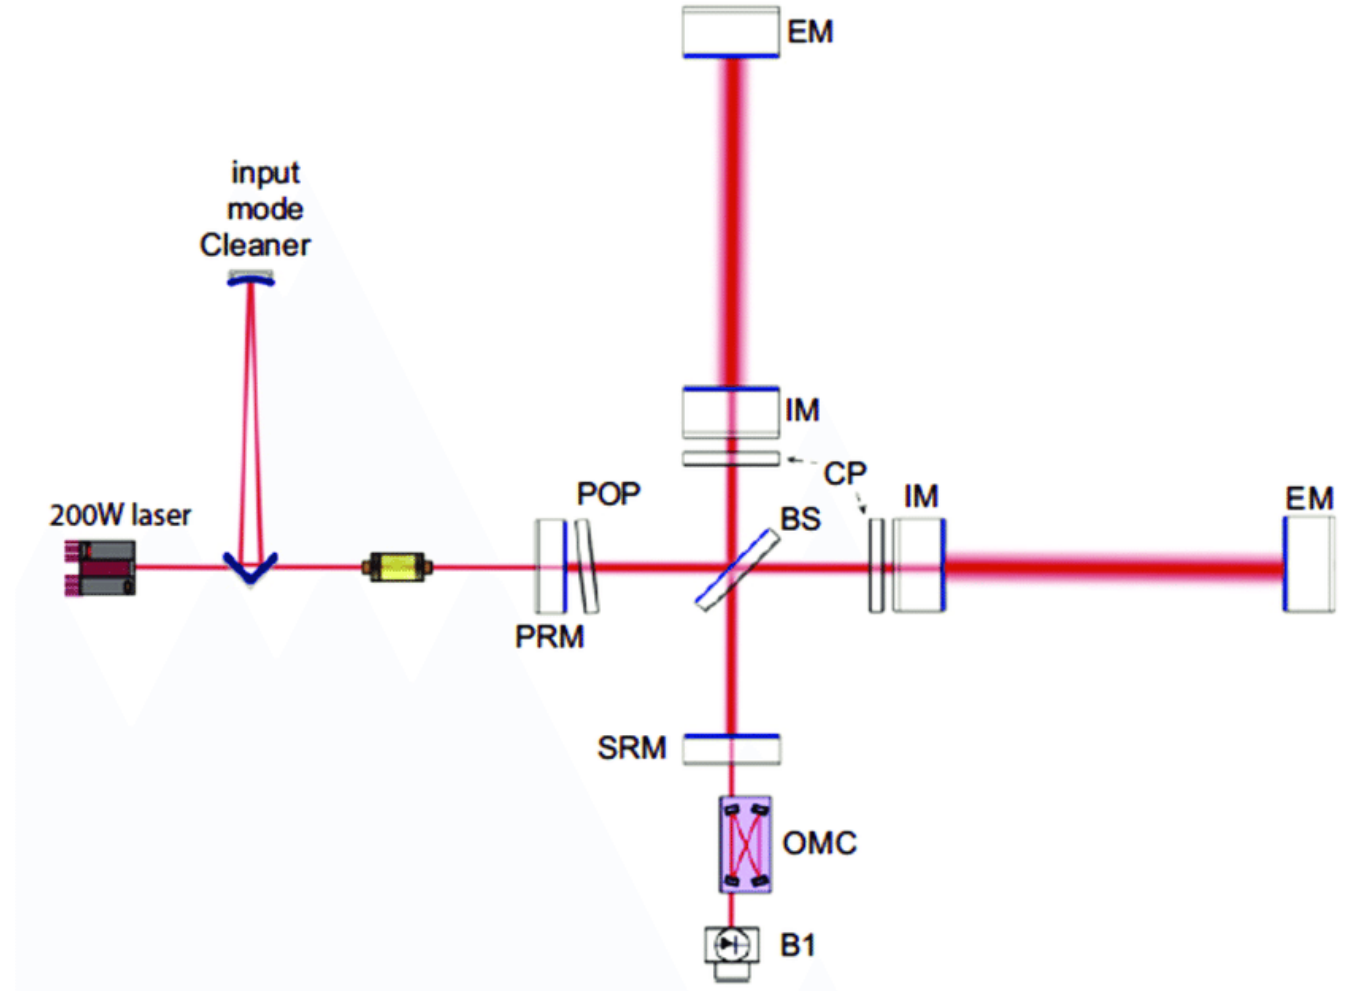 EM
input
mode
Cleaner
IM
CP
IM
POP
BS
EM
200W laser
PRM
SRM
OMC
B1